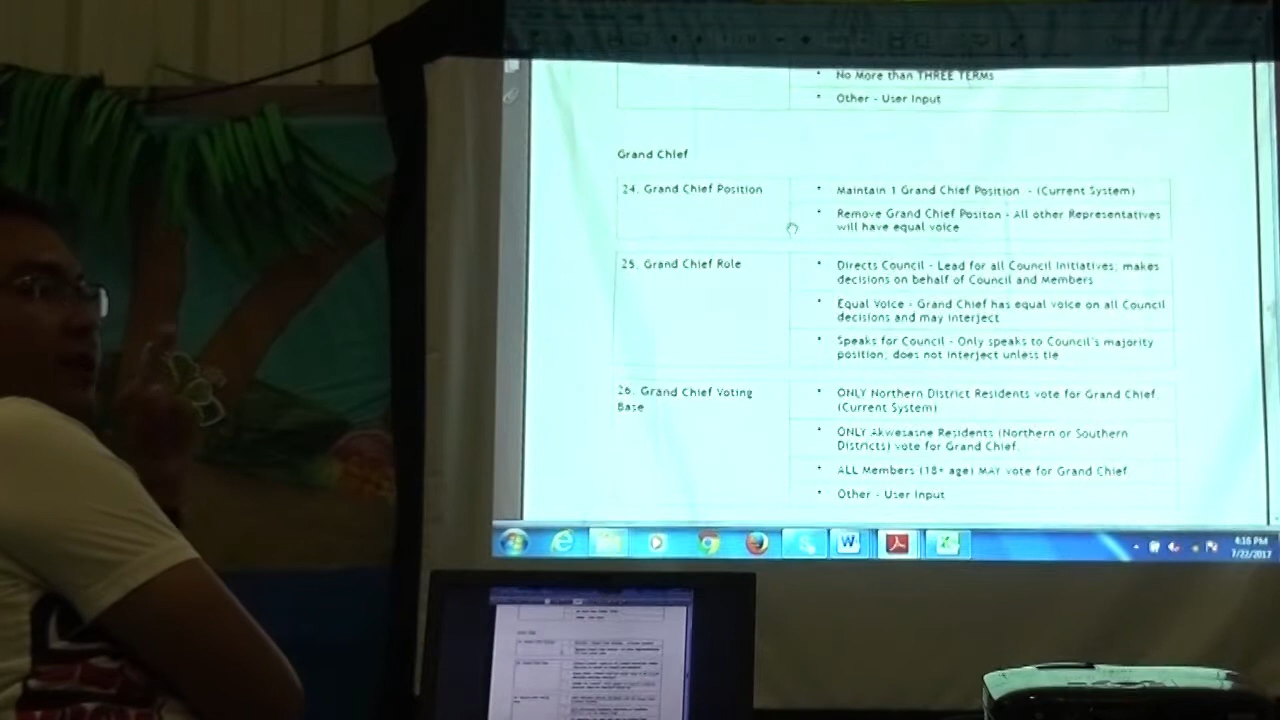 No More than THREE TERMs
Other - User Input
Grand Chief
24. Grand Chief Position
Maintain 1 Grand Chief Position - (Current System)
Remove Grand Chief Positon - All other Representatives
will have equal voice
25. Grand Chief Role
Directs Council - Lead for all Council Initiatives; makes
decisions on behalf of Council and Members
Equal Voice - Grand Chief has equal voice on all Council
decisions and may interject
Speaks for Council - Only speaks to Council's majority
position; does not interject unless tie
26. Grand Chief Voting
Base
ONLY Northern District Residents vote for Grand Chief.
(Current System)
ONLY Akwesasne Residents (Northern or Southern
Districts) vote for Grand Chief.
ALL Members (18+ age) MAY vote for Grand Chief
Other - User Input
4:16 PM
7/22/2017